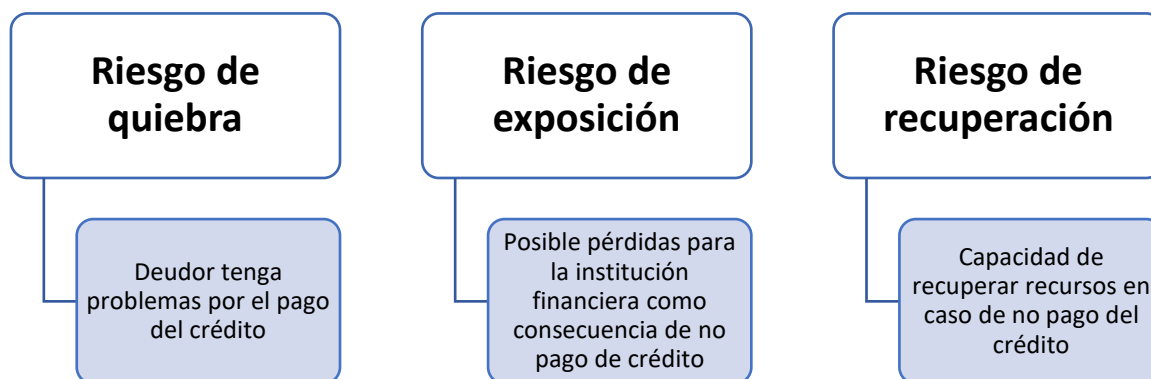 Riesgo de
quiebra
Deudor tenga
problemas por el pago
del crédito
Riesgo de
exposición
Posible pérdidas para
la institución
financiera como
consecuencia de no
pago de crédito
Riesgo de
recuperación
Capacidad de
recuperar recursos en
caso de no pago del
crédito